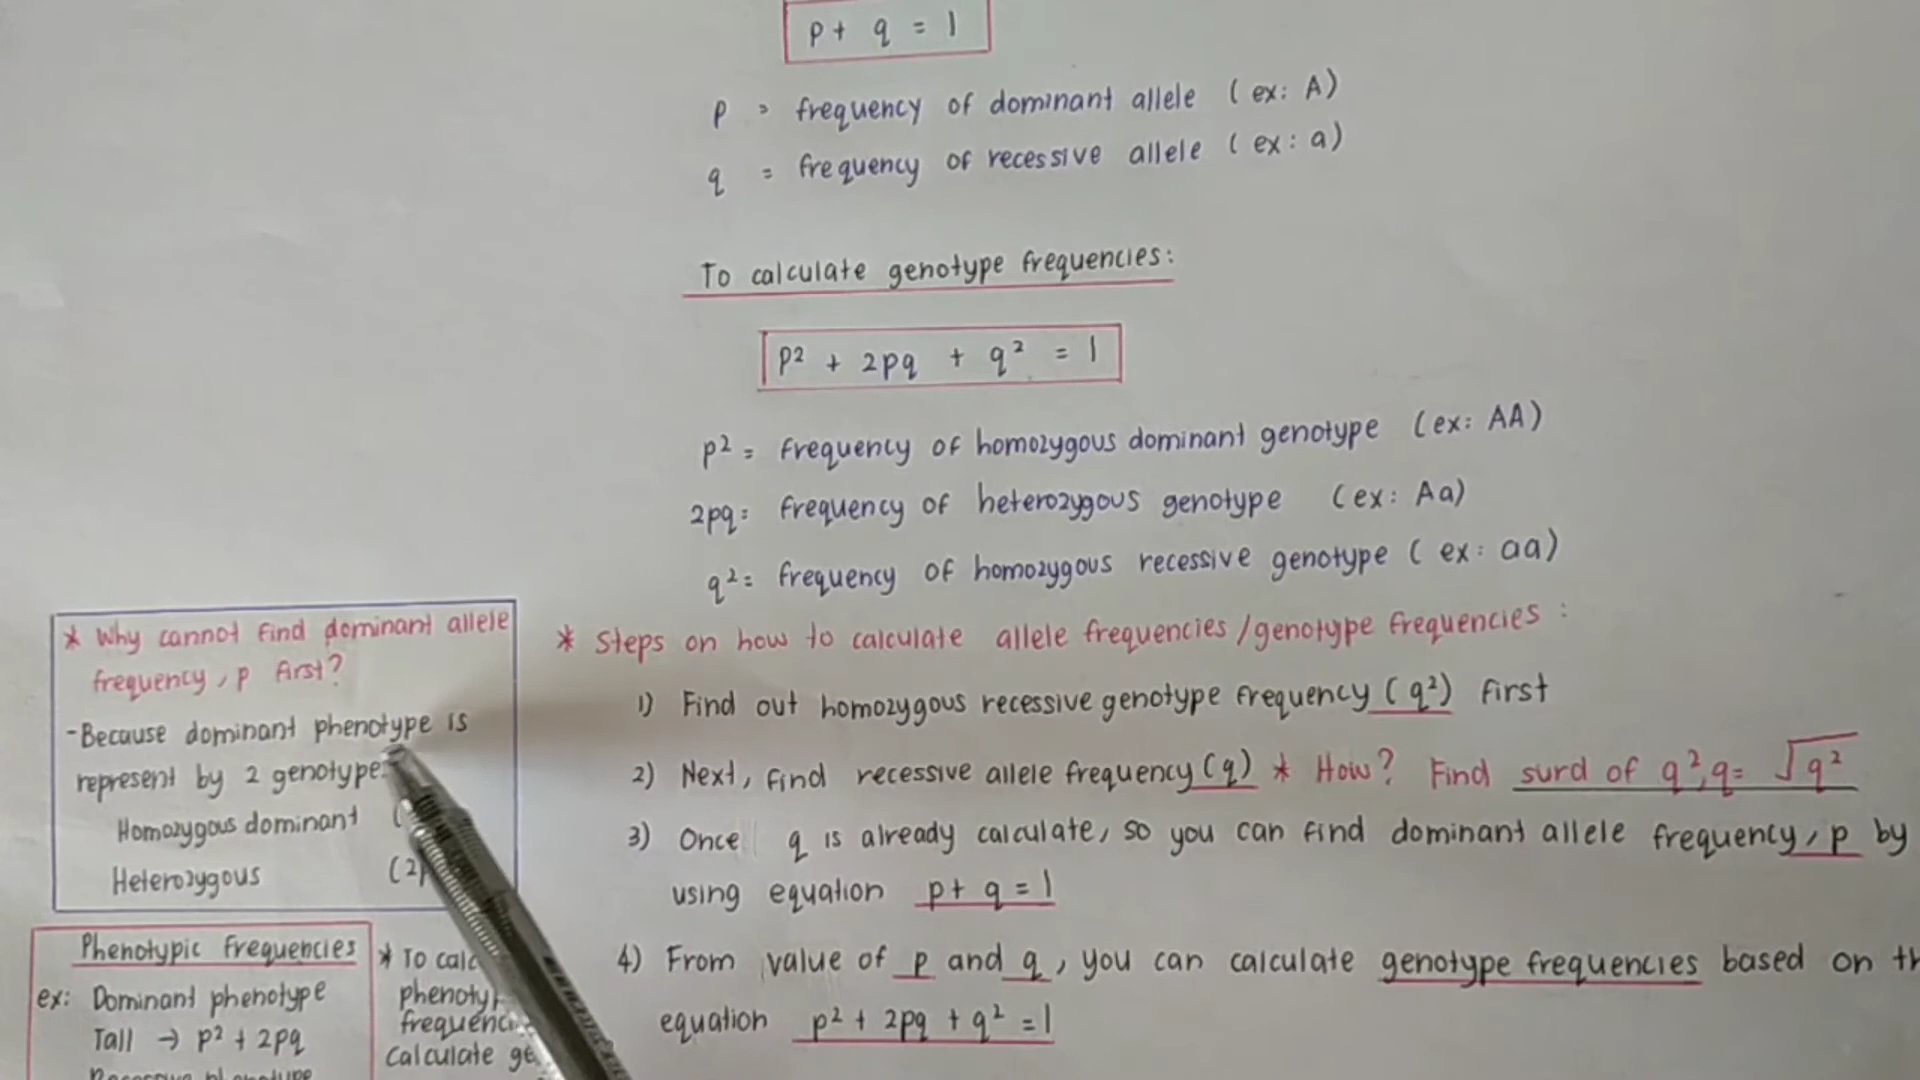 p + q = 1
p = frequency of dominant allele (ex: A)
q = frequency of recessive allele (ex: a)
To calculate genotype frequencies:
p² + 2pq + q² = 1
p² = frequency of homozygous dominant genotype (ex: AA)
2pq = frequency of heterozygous genotype (ex: Aa)
q² = frequency of homozygous recessive genotype (ex: aa)
* Why cannot find dominant allele
frequency, p first?
- Because dominant phenotype is
represent by 2 genotype
Homozygous dominant (
Heterozygous (2p
* Steps on how to calculate allele frequencies/genotype frequencies:
1) Find out homozygous recessive genotype frequency (q²) first
2) Next, find recessive allele frequency (q) * How? Find surd of q², q = √q²
3) Once q is already calculate, so you can find dominant allele frequency, p by
using equation p + q = 1
4) From value of p and q, you can calculate genotype frequencies based on th
equation p² + 2pq + q² = 1
Phenotypic frequencies
ex: Dominant phenotype
Tall → p² + 2pq
* To calc
phenoty
frequenc
calculate ge